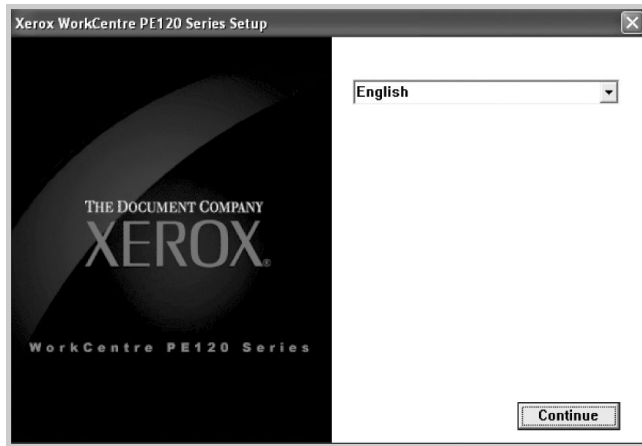 Xerox WorkCentre PE120 Series Setup
English
THE DOCUMENT COMPANY
XEROX®
WorkCentre PE120 Series
Continue